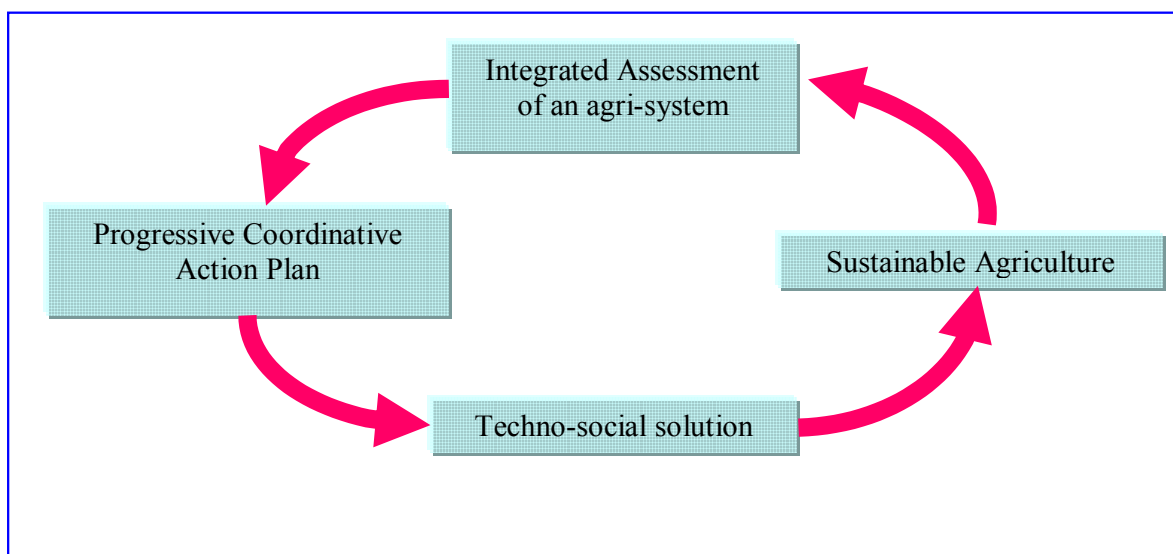 Integrated Assessment
of an agri-system
Progressive Coordinative
Action Plan
Sustainable Agriculture
Techno-social solution